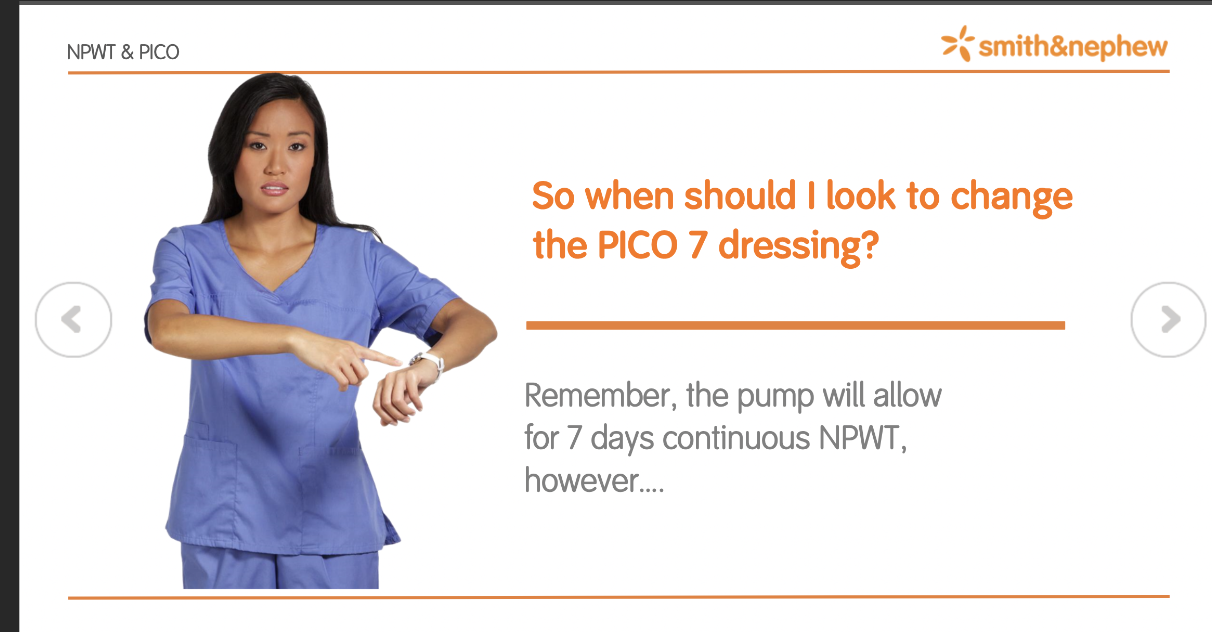 NPWT & PICO
smith&nephew
So when should I look to change
the PICO 7 dressing?
Remember, the pump will allow
for 7 days continuous NPWT,
however....